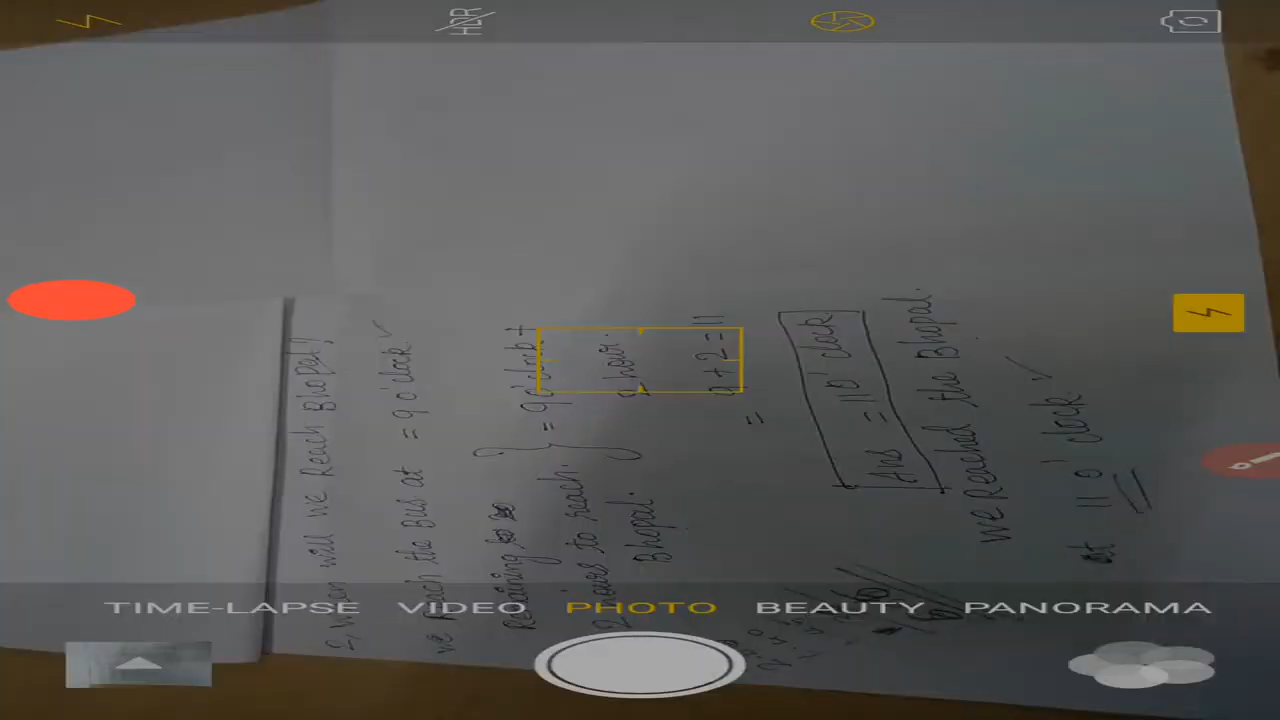 HDR
2, When will we Reach Bhopal!
we Reach the Bus at = 9 o'clock ✓
Remaining
2 hours to reach.
Bhopal.
= 9 o'clock +
2 hour.
9 + 2 = 11
=
Ans = 11 o'clock
we Reached the Bhopal.
at 11 o'clock ✓
TIME-LAPSE VIDEO PHOTO BEAUTY PANORAMA